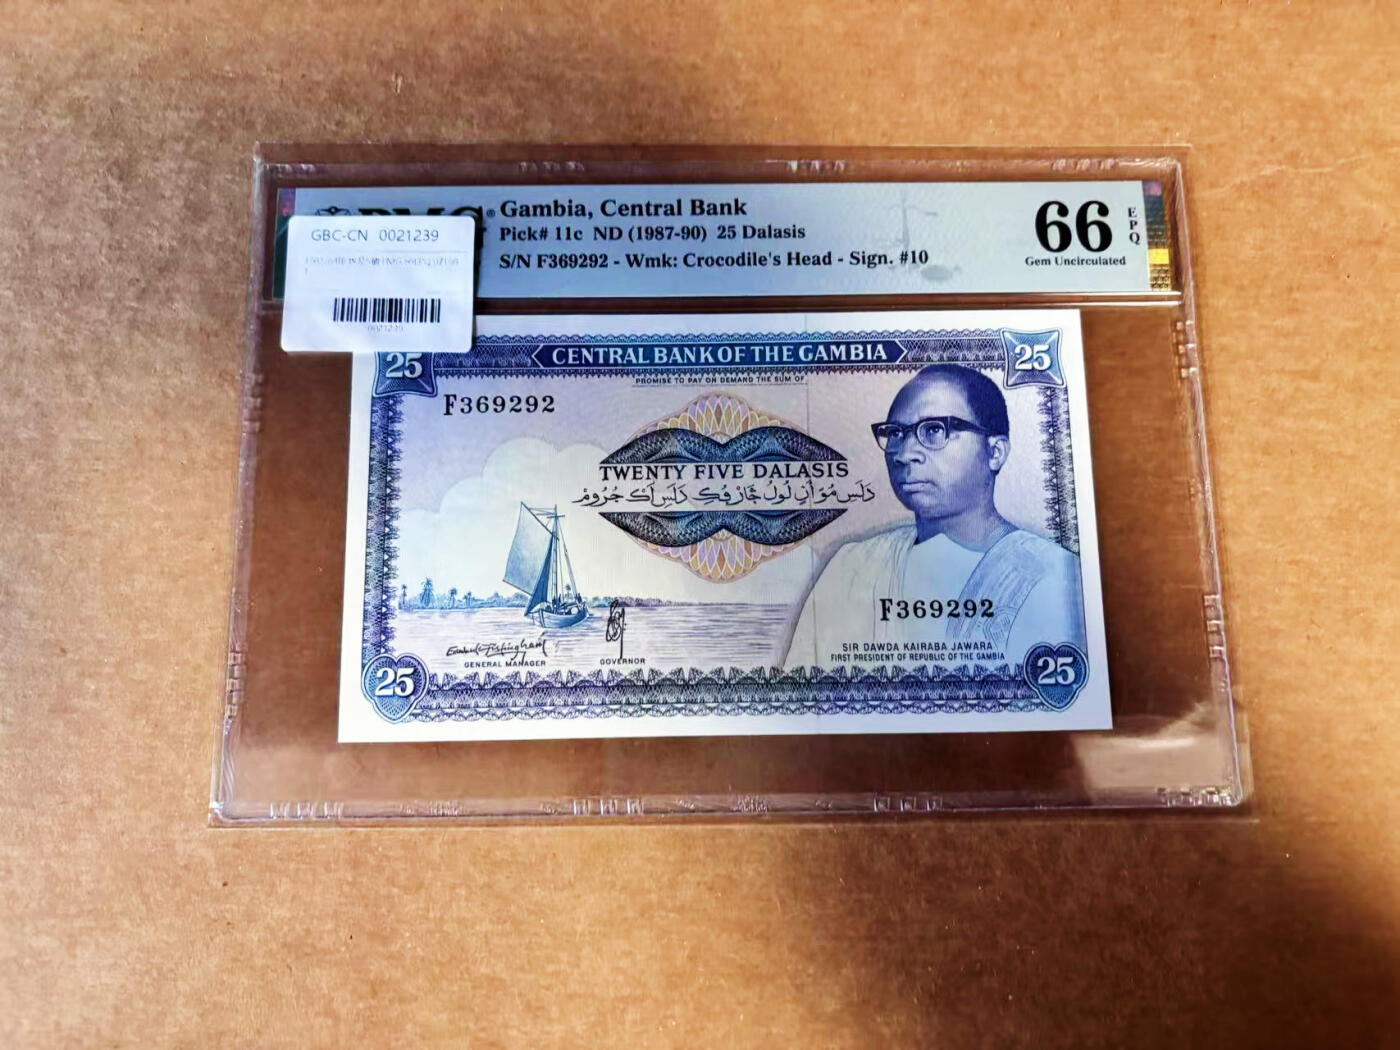 PMG®
Gambia, Central Bank
Pick# 11c ND (1987-90) 25 Dalasis
S/N F369292 - Wmk: Crocodile's Head - Sign. #10
66
EPQ
Gem Uncirculated
GBC-CN 0021239
0021239
25
CENTRAL BANK OF THE GAMBIA
25
PROMISE TO PAY ON DEMAND THE SUM OF
F369292
TWENTY FIVE DALASIS
F369292
GENERAL MANAGER
GOVERNOR
SIR DAWDA KAIRABA JAWARA
FIRST PRESIDENT OF REPUBLIC OF THE GAMBIA
25
25